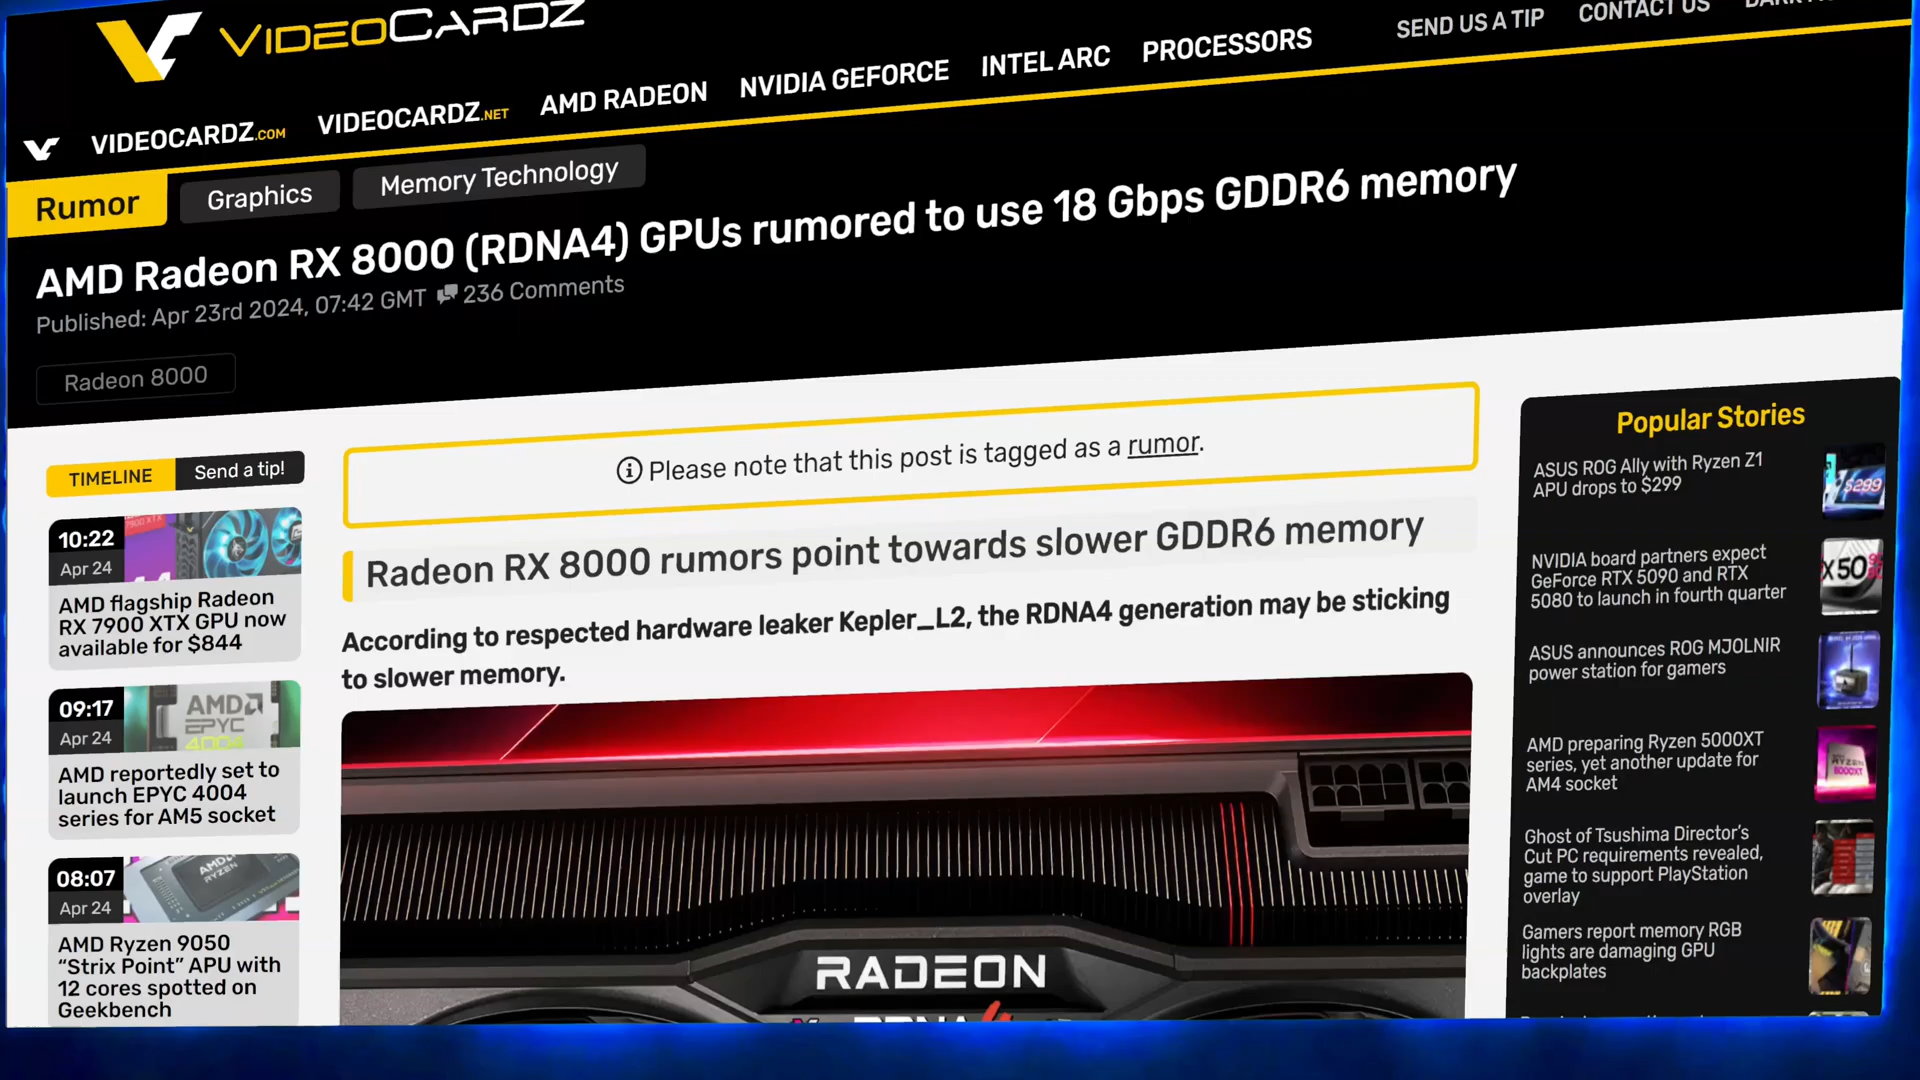 VIDEOCARDZ
SEND US A TIP
CONTACT US
VIDEOCARDZ.COM
VIDEOCARDZ.NET
AMD RADEON
NVIDIA GEFORCE
INTEL ARC
PROCESSORS
Rumor
Graphics
Memory Technology
AMD Radeon RX 8000 (RDNA4) GPUs rumored to use 18 Gbps GDDR6 memory
Published: Apr 23rd 2024, 07:42 GMT 236 Comments
Radeon 8000
TIMELINE
Send a tip!
10:22
Apr 24
AMD flagship Radeon
RX 7900 XTX GPU now
available for $844
09:17
Apr 24
AMD
EPYC
4004
AMD reportedly set to
launch EPYC 4004
series for AM5 socket
08:07
Apr 24
AMD
RYZEN
AMD Ryzen 9050
“Strix Point” APU with
12 cores spotted on
Geekbench
Please note that this post is tagged as a rumor.
Radeon RX 8000 rumors point towards slower GDDR6 memory
According to respected hardware leaker Kepler_L2, the RDNA4 generation may be sticking
to slower memory.
RADEON
Popular Stories
ASUS ROG Ally with Ryzen Z1
APU drops to $299
$299
NVIDIA board partners expect
GeForce RTX 5090 and RTX
5080 to launch in fourth quarter
ASUS announces ROG MJOLNIR
power station for gamers
AMD preparing Ryzen 5000XT
series, yet another update for
AM4 socket
RYZEN
5000XT
Ghost of Tsushima Director’s
Cut PC requirements revealed,
game to support PlayStation
overlay
Gamers report memory RGB
lights are damaging GPU
backplates